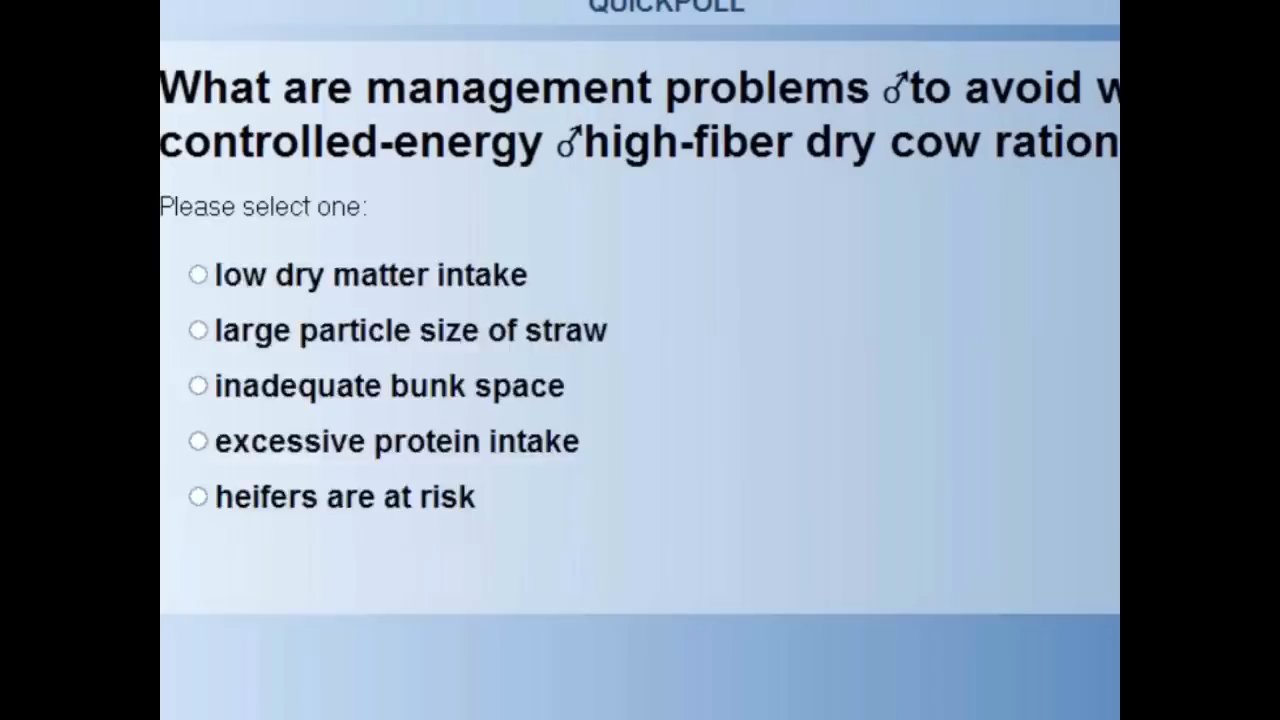 QUICKPOLL
What are management problems ♂to avoid w
controlled-energy ♂high-fiber dry cow ration
Please select one:
low dry matter intake
large particle size of straw
inadequate bunk space
excessive protein intake
heifers are at risk